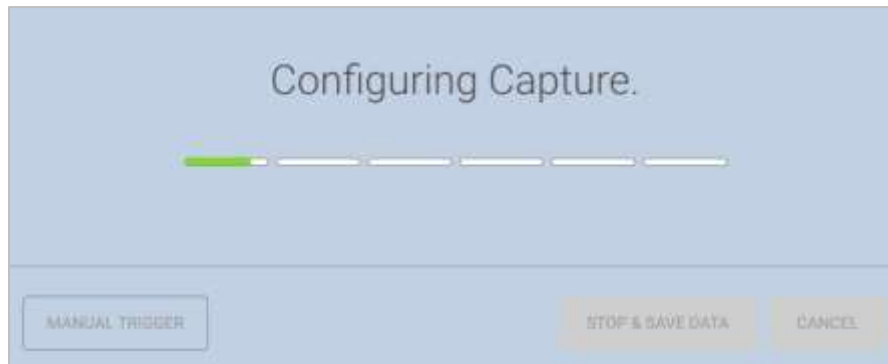 Configuring Capture.
MANUAL TRIGGER
STOP & SAVE DATA
CANCEL